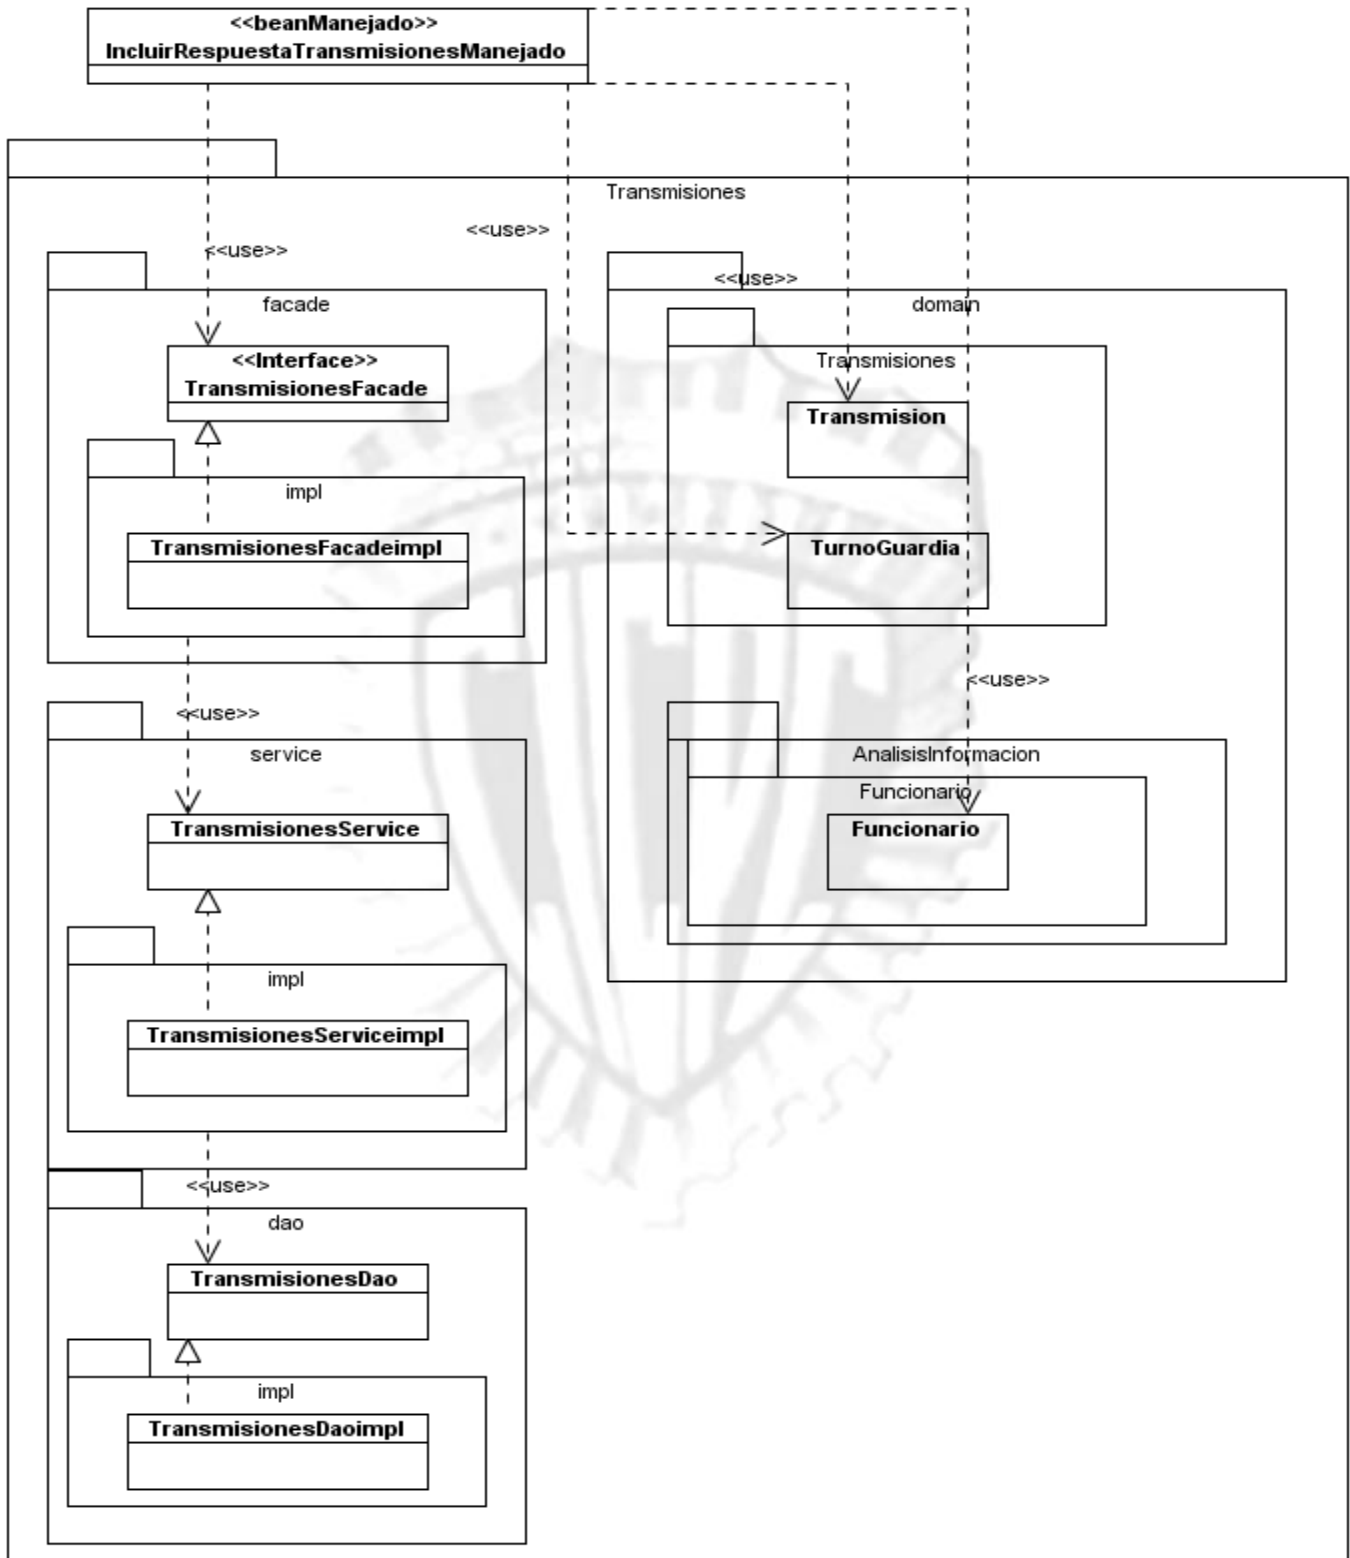 <<beanManejado>>
IncluirRespuestaTransmisionesManejado
Transmisiones
<<use>>
<<use>>
<<use>>
facade
domain
<<Interface>>
TransmisionesFacade
Transmisiones
Transmision
impl
TransmisionesFacadeimpl
TurnoGuardia
<<use>>
<<use>>
service
AnalisisInformacion
Funcionario
TransmisionesService
Funcionario
impl
TransmisionesServiceimpl
<<use>>
dao
TransmisionesDao
impl
TransmisionesDaoimpl